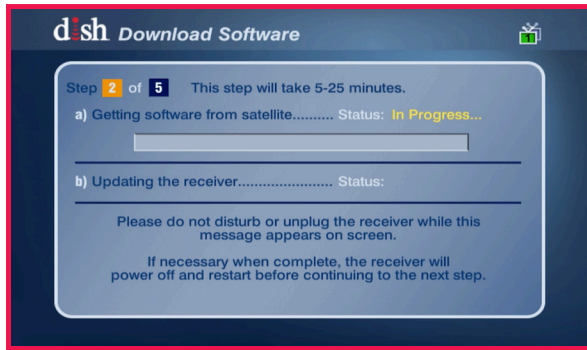 dish Download Software
1
Step 2 of 5 This step will take 5-25 minutes.
a) Getting software from satellite.......... Status: In Progress...
b) Updating the receiver....................... Status:
Please do not disturb or unplug the receiver while this
message appears on screen.
If necessary when complete, the receiver will
power off and restart before continuing to the next step.